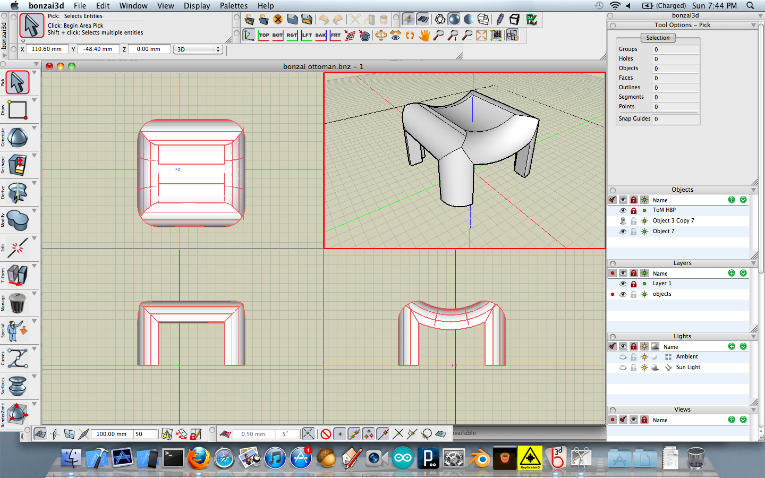 bonzai3d File Edit Window View Display Palettes Help (Charged) Sun 7:44 PM
Pick: Selects Entities
Click: Begin Area Pick
Shift + click: Selects multiple entities
X 110.60 mm Y -48.40 mm Z 0.00 mm 3D
TOP BOT RGT LFT BAK FRT
bonzai ottoman.bnz - 1
Pick
Draw
100.00 mm 50 0.50 mm 5°
bonzai3d
Tool Options - Pick
Selection
Groups 0
Holes 0
Objects 0
Faces 0
Outlines 0
Segments 0
Points 0
Snap Guides 0
Objects
Name
ToM HBP
Object 3 Copy 7
Object 7
Layers
Name
Layer 1
objects
Lights
Name
Ambient
Sun Light
Views
Name